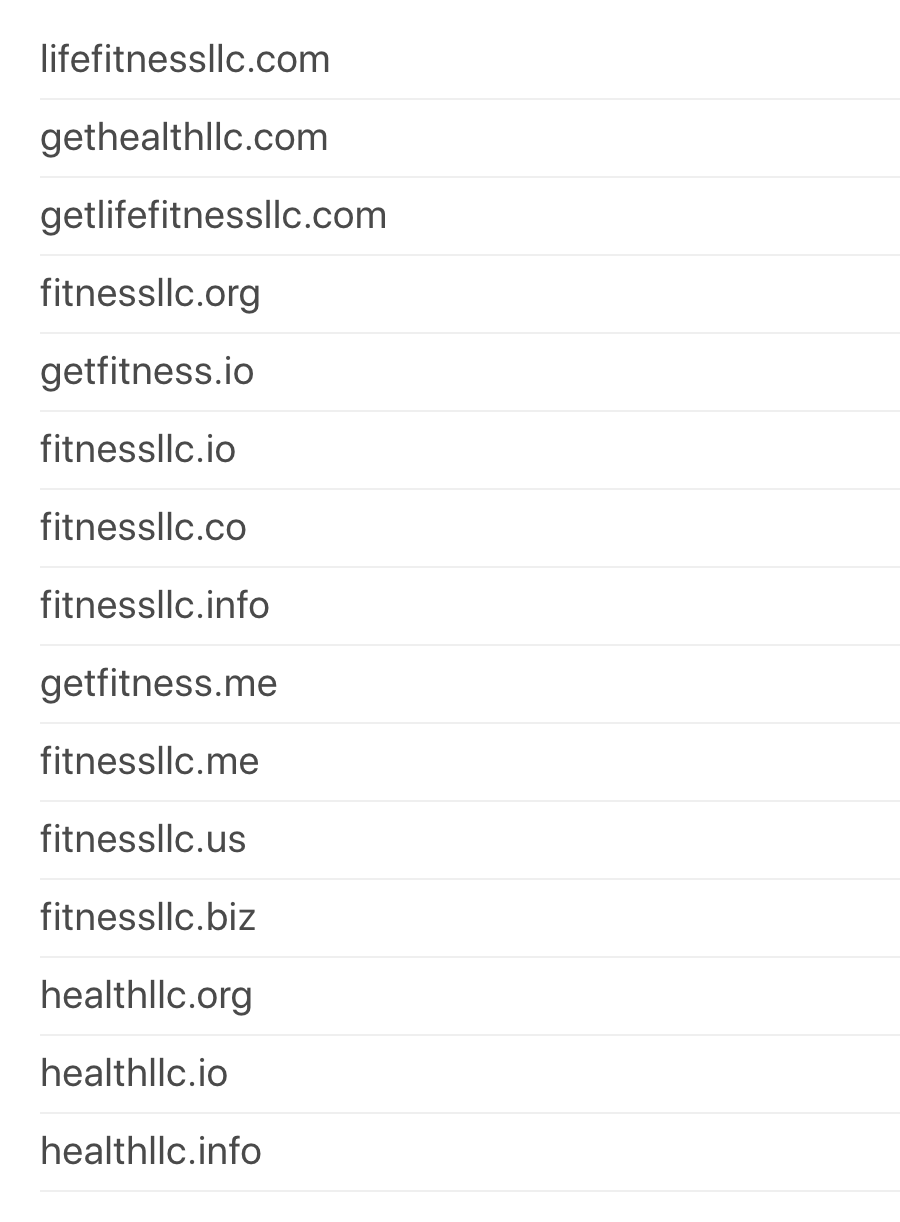 lifefitnessllc.com
gethealthllc.com
getlifefitnessllc.com
fitnessllc.org
getfitness.io
fitnessllc.io
fitnessllc.co
fitnessllc.info
getfitness.me
fitnessllc.me
fitnessllc.us
fitnessllc.biz
healthllc.org
healthllc.io
healthllc.info